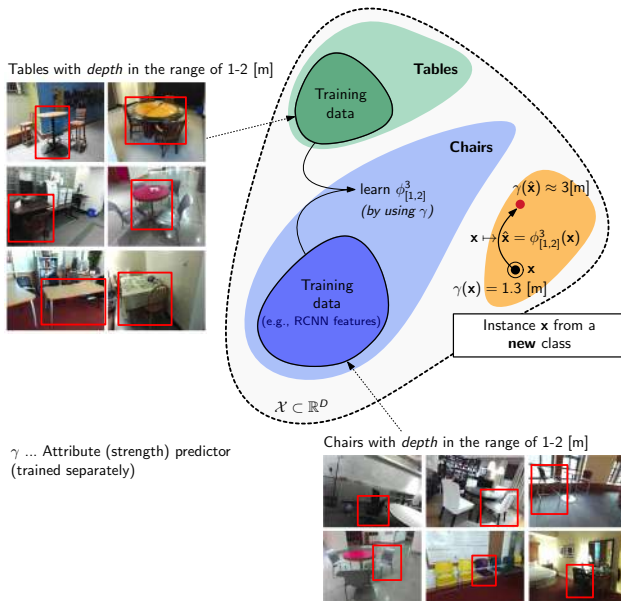 Tables with depth in the range of 1-2 [m]
Tables
Training
data
Chairs
learn ϕ³[1,2]
(by using γ)
γ(x̂) ≈ 3[m]
x ↦ x̂ = ϕ³[1,2](x)
x
γ(x) = 1.3 [m]
Training
data
(e.g., RCNN features)
Instance x from a
new class
𝒳 ⊂ ℝᴰ
γ ... Attribute (strength) predictor
(trained separately)
Chairs with depth in the range of 1-2 [m]